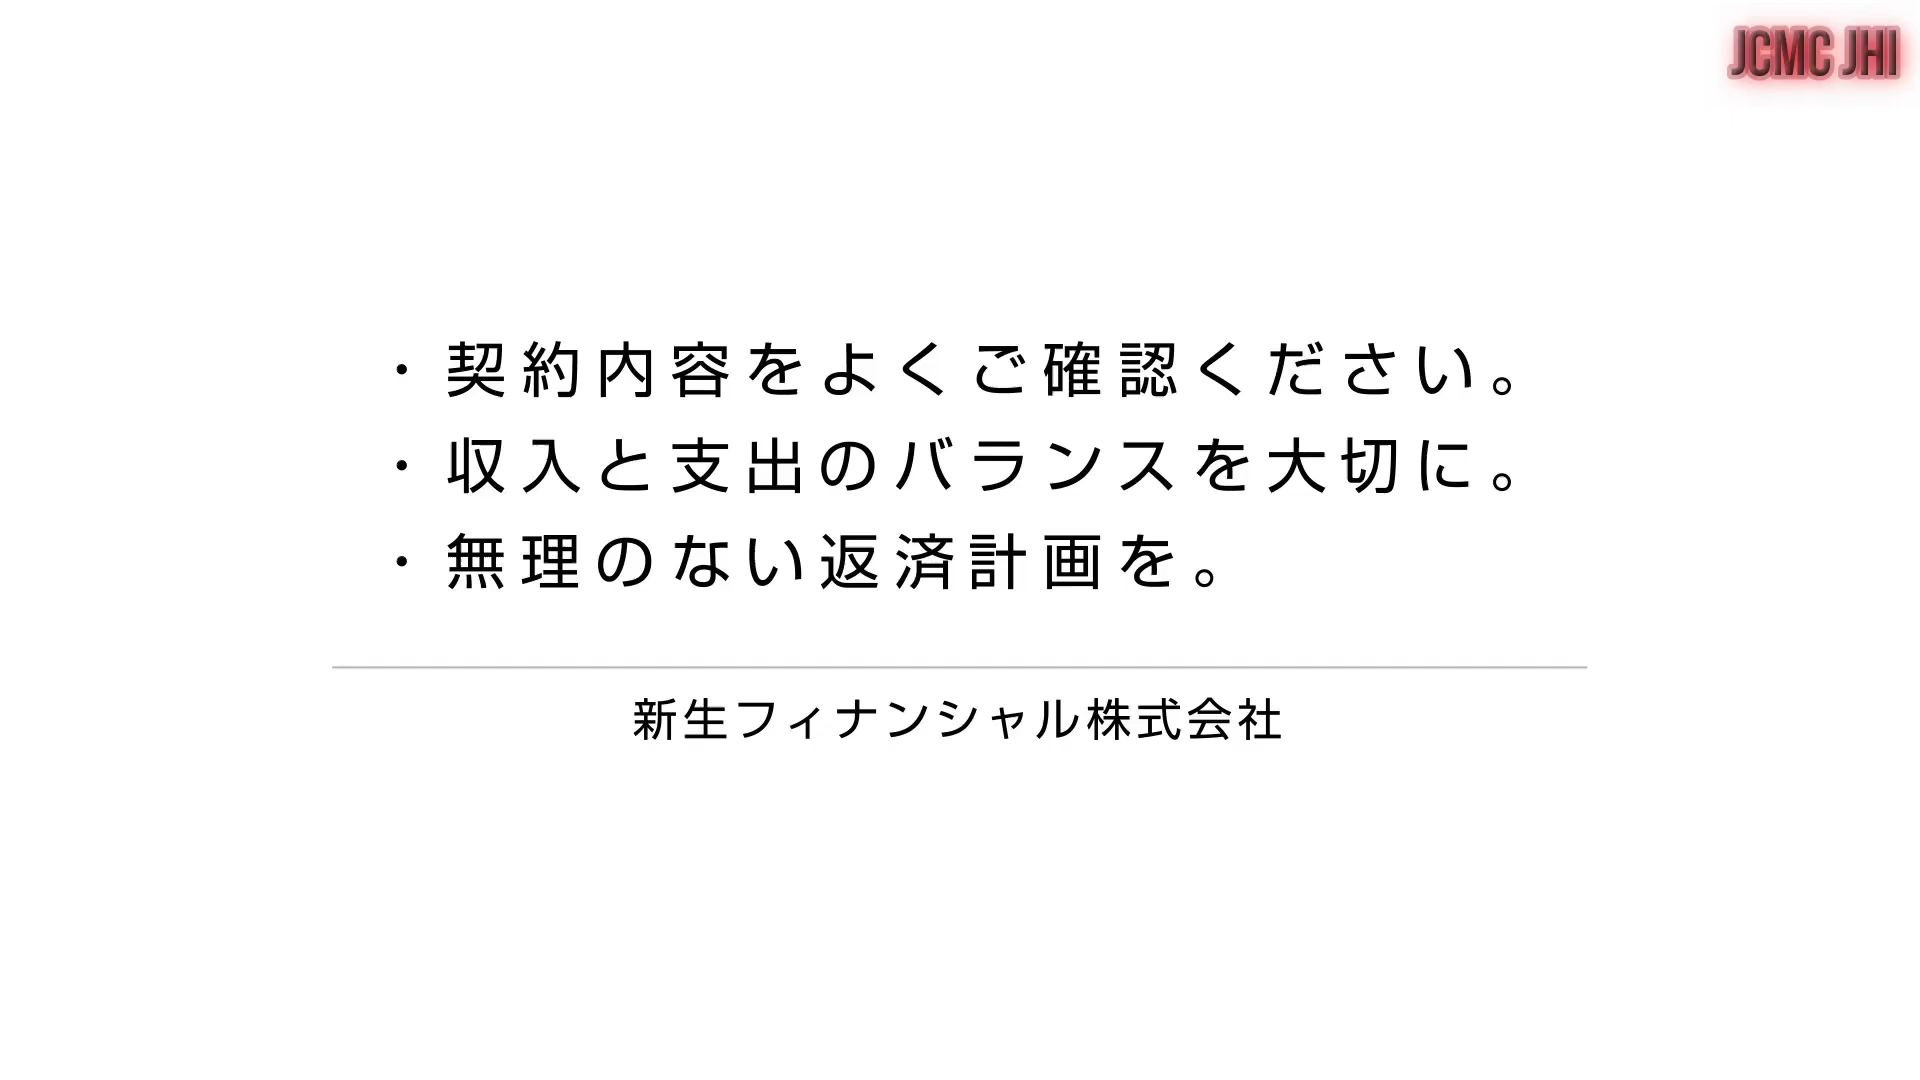 JCMC JHI
・契約内容をよくご確認ください。
・収入と支出のバランスを大切に。
・無理のない返済計画を。
新生フィナンシャル株式会社